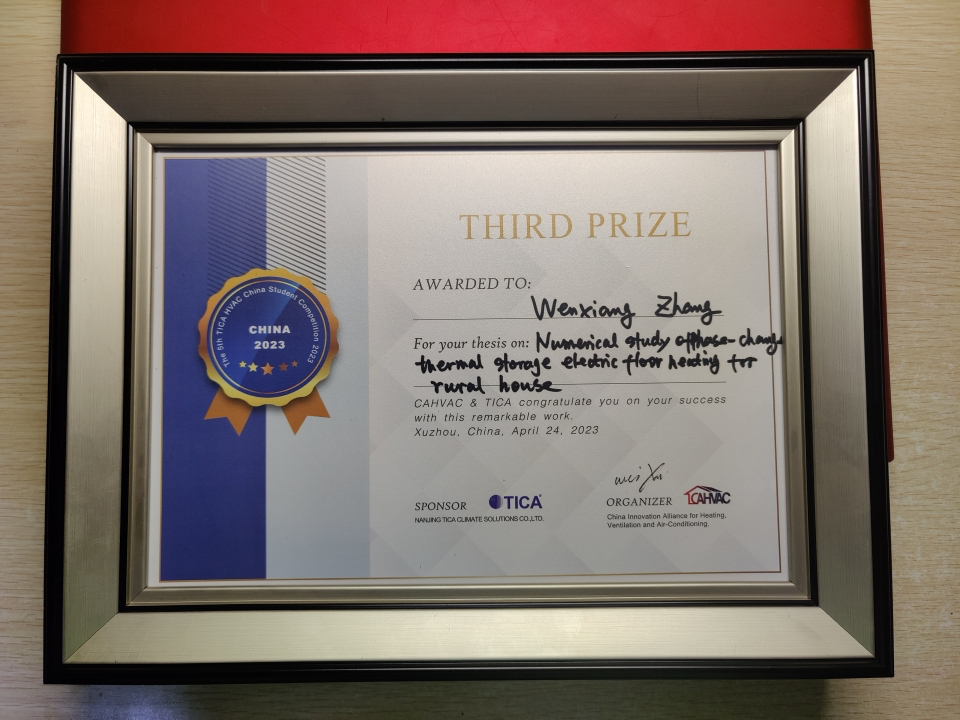 The 5th TICA HVAC China Student Competition 2023
CHINA
2023
THIRD PRIZE
AWARDED TO:
Wenxiang Zhang
For your thesis on: Numerical study of phase-change
thermal storage electric floor heating for
rural house
CAHVAC & TICA congratulate you on your success
with this remarkable work.
Xuzhou, China, April 24, 2023
SPONSOR TICA
NANJING TICA CLIMATE SOLUTIONS CO.,LTD.
ORGANIZER CAHVAC
China Innovation Alliance for Heating,
Ventilation and Air-Conditioning.